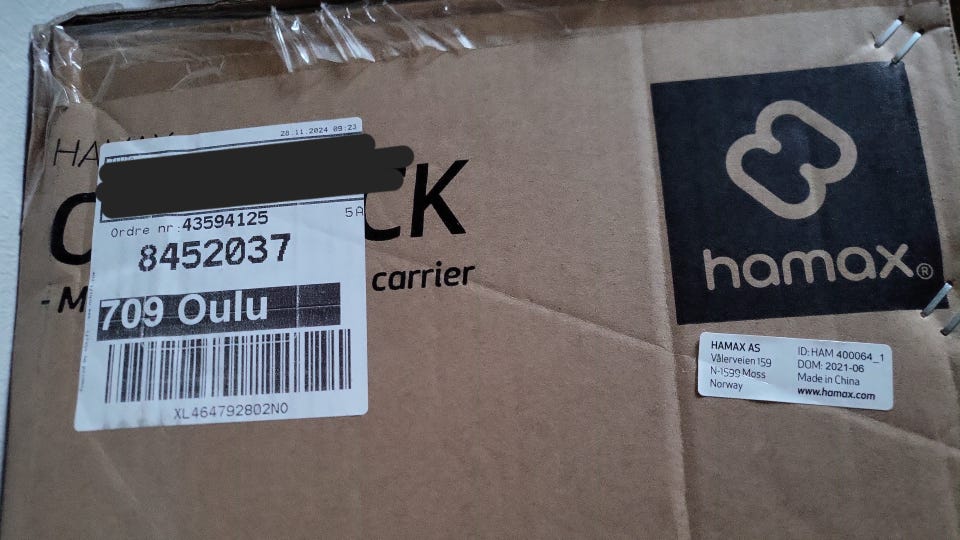 28.11.2024 09:23
HA
C CK
- M carrier
Ordre nr:43594125 5A
8452037
709 Oulu
XL464792802NO
hamax®
HAMAX AS
Vålerveien 159
N-1599 Moss
Norway
ID: HAM 400064_1
DOM: 2021-06
Made in China
www.hamax.com